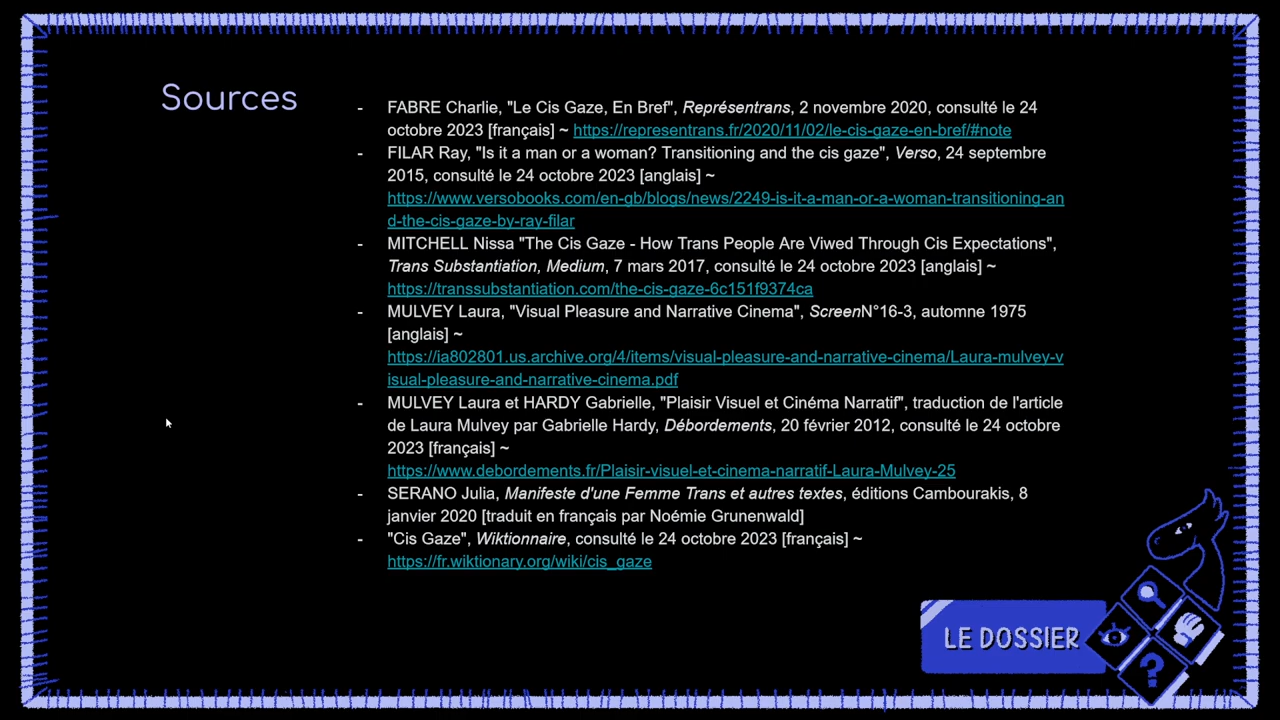 Sources
- FABRE Charlie, "Le Cis Gaze, En Bref", Représentrans, 2 novembre 2020, consulté le 24
octobre 2023 [français] ~ https://representrans.fr/2020/11/02/le-cis-gaze-en-bref/#note
- FILAR Ray, "Is it a man or a woman? Transitioning and the cis gaze", Verso, 24 septembre
2015, consulté le 24 octobre 2023 [anglais] ~
https://www.versobooks.com/en-gb/blogs/news/2249-is-it-a-man-or-a-woman-transitioning-an
d-the-cis-gaze-by-ray-filar
- MITCHELL Nissa "The Cis Gaze - How Trans People Are Viwed Through Cis Expectations",
Trans Substantiation, Medium, 7 mars 2017, consulté le 24 octobre 2023 [anglais] ~
https://transsubstantiation.com/the-cis-gaze-6c151f9374ca
- MULVEY Laura, "Visual Pleasure and Narrative Cinema", ScreenN°16-3, automne 1975
[anglais] ~
https://ia802801.us.archive.org/4/items/visual-pleasure-and-narrative-cinema/Laura-mulvey-v
isual-pleasure-and-narrative-cinema.pdf
- MULVEY Laura et HARDY Gabrielle, "Plaisir Visuel et Cinéma Narratif", traduction de l'article
de Laura Mulvey par Gabrielle Hardy, Débordements, 20 février 2012, consulté le 24 octobre
2023 [français] ~
https://www.debordements.fr/Plaisir-visuel-et-cinema-narratif-Laura-Mulvey-25
- SERANO Julia, Manifeste d'une Femme Trans et autres textes, éditions Cambourakis, 8
janvier 2020 [traduit en français par Noémie Grunenwald]
- "Cis Gaze", Wiktionnaire, consulté le 24 octobre 2023 [français] ~
https://fr.wiktionary.org/wiki/cis_gaze
LE DOSSIER
?